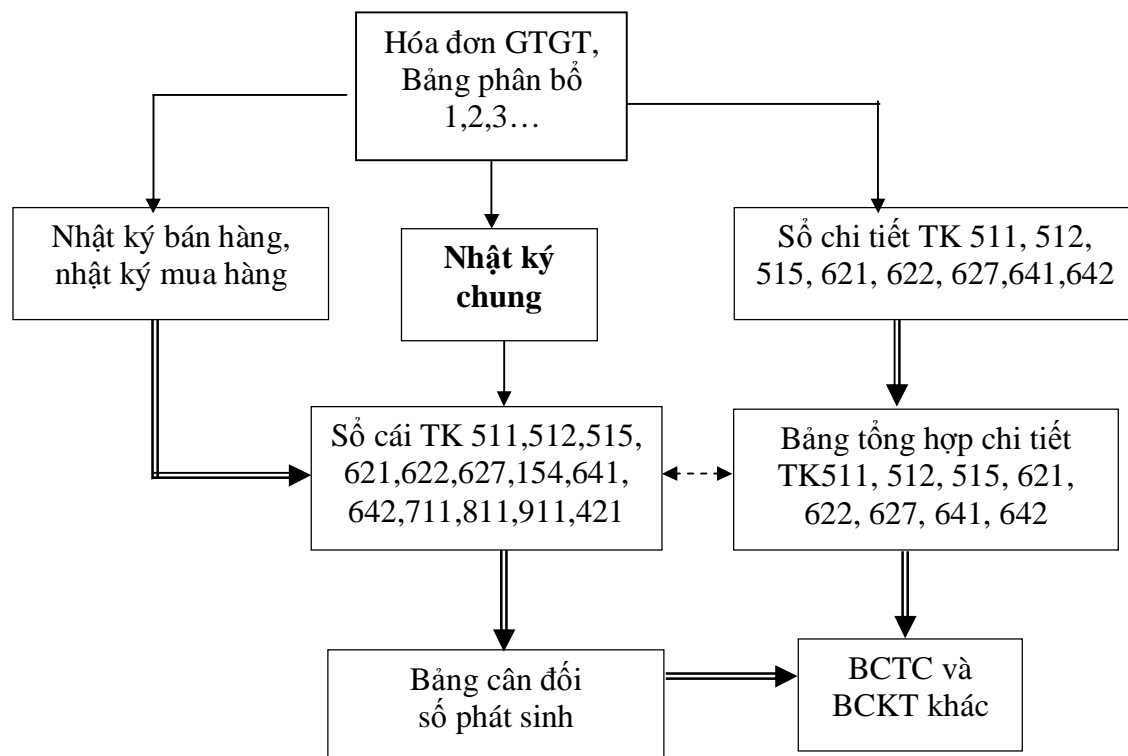 Hóa đơn GTGT,
Bảng phân bổ
1,2,3…
Nhật ký bán hàng,
nhật ký mua hàng
Nhật ký
chung
Sổ chi tiết TK 511, 512,
515, 621, 622, 627,641,642
Sổ cái TK 511,512,515,
621,622,627,154,641,
642,711,811,911,421
Bảng tổng hợp chi tiết
TK511, 512, 515, 621,
622, 627, 641, 642
Bảng cân đối
số phát sinh
BCTC và
BCKT khác